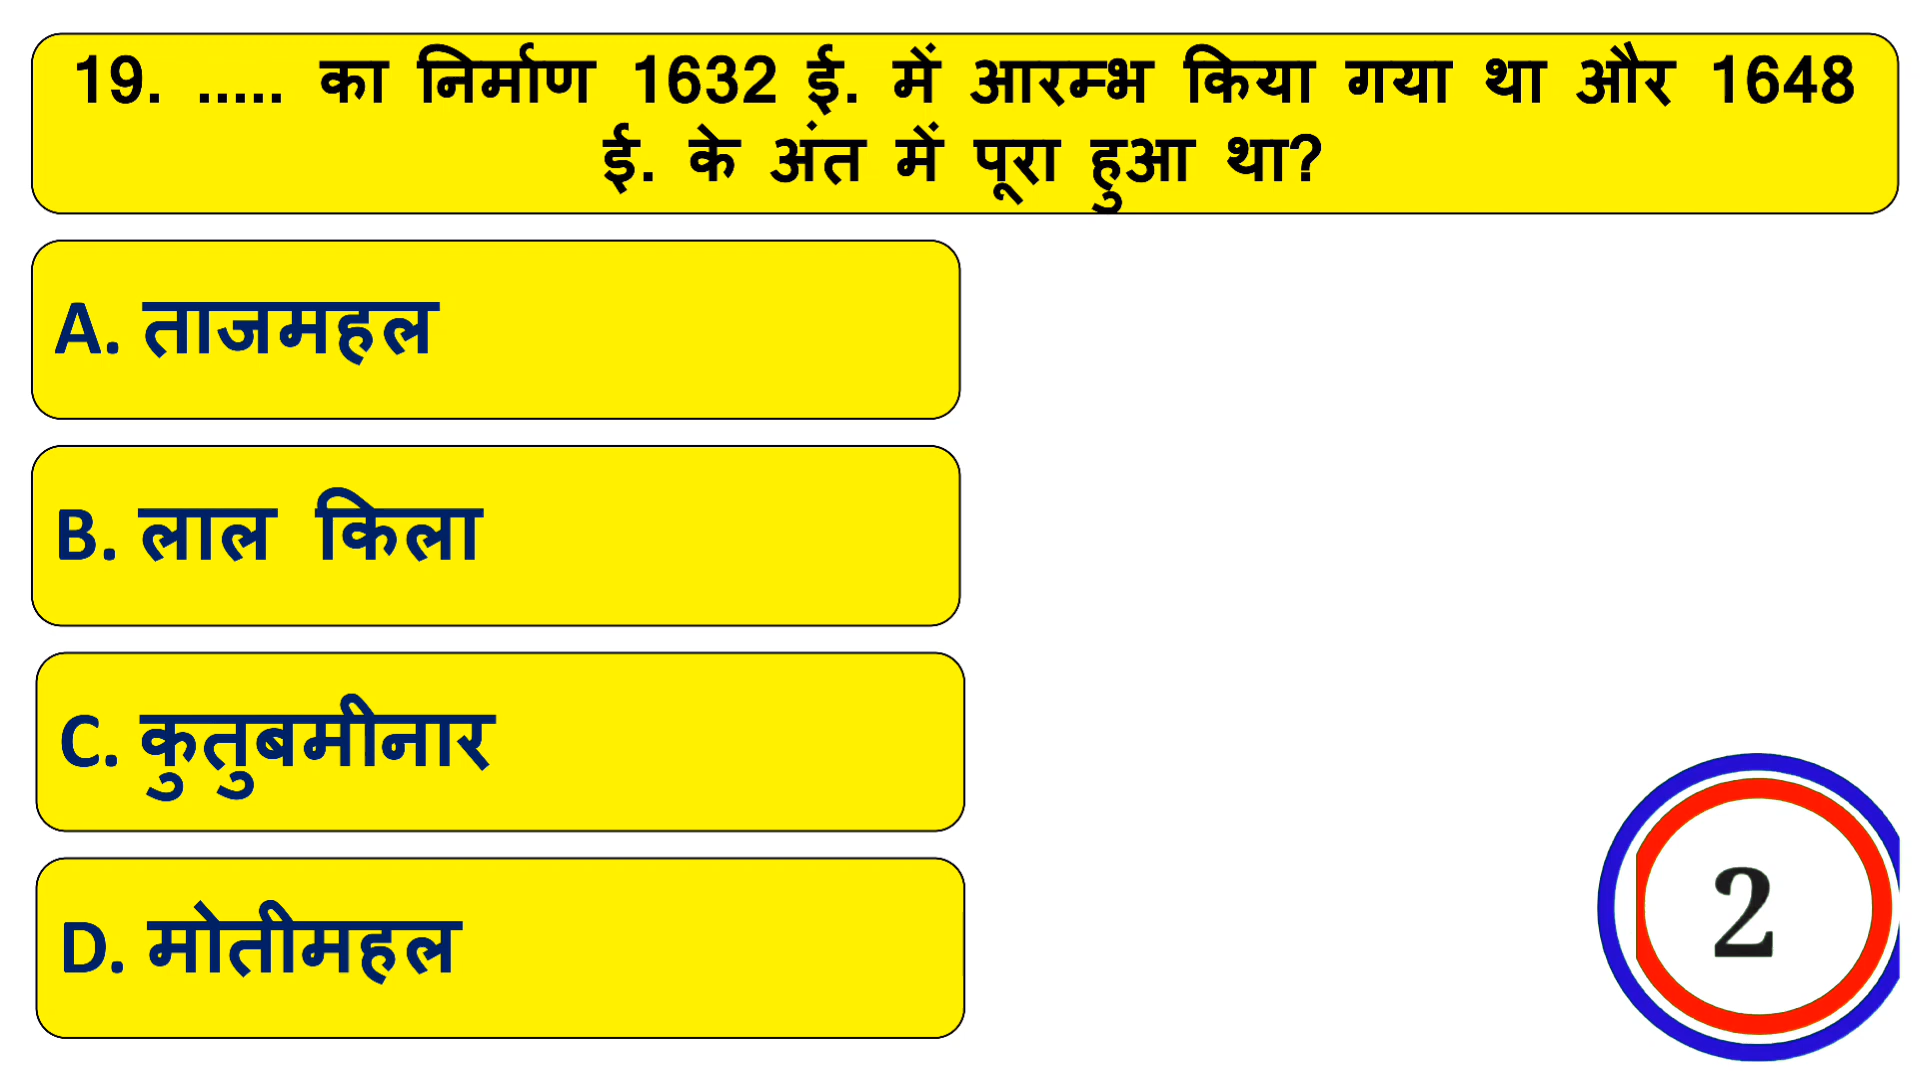 19. ..... का निर्माण 1632 ई. में आरम्भ किया गया था और 1648
ई. के अंत में पूरा हुआ था?
A. ताजमहल
B. लाल किला
C. कुतुबमीनार
D. मोतीमहल
2